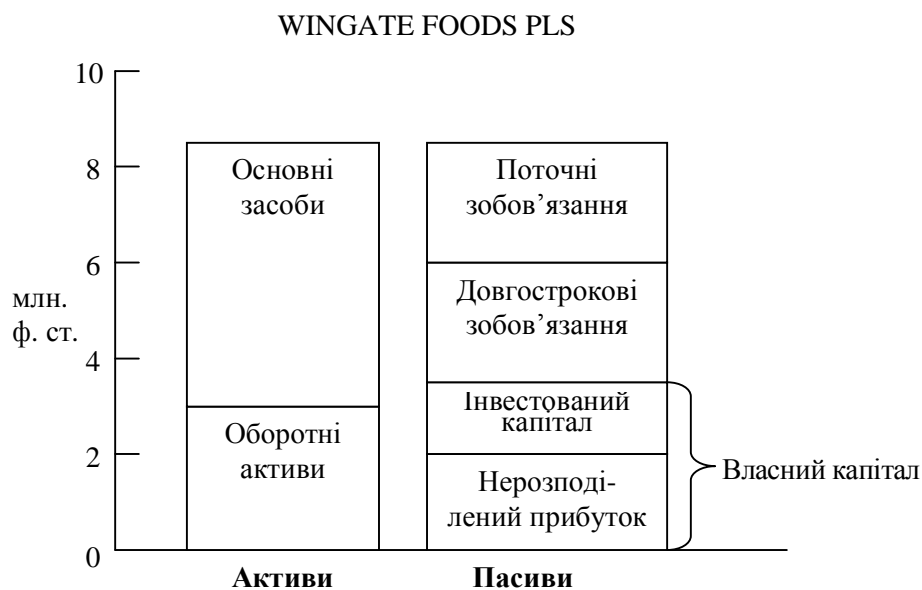 WINGATE FOODS PLS
10
8
6
4
2
0
млн.
ф. ст.
Основні
засоби
Оборотні
активи
Поточні
зобов’язання
Довгострокові
зобов’язання
Інвестований
капітал
Нерозподі-
лений прибуток
Власний капітал
Активи
Пасиви